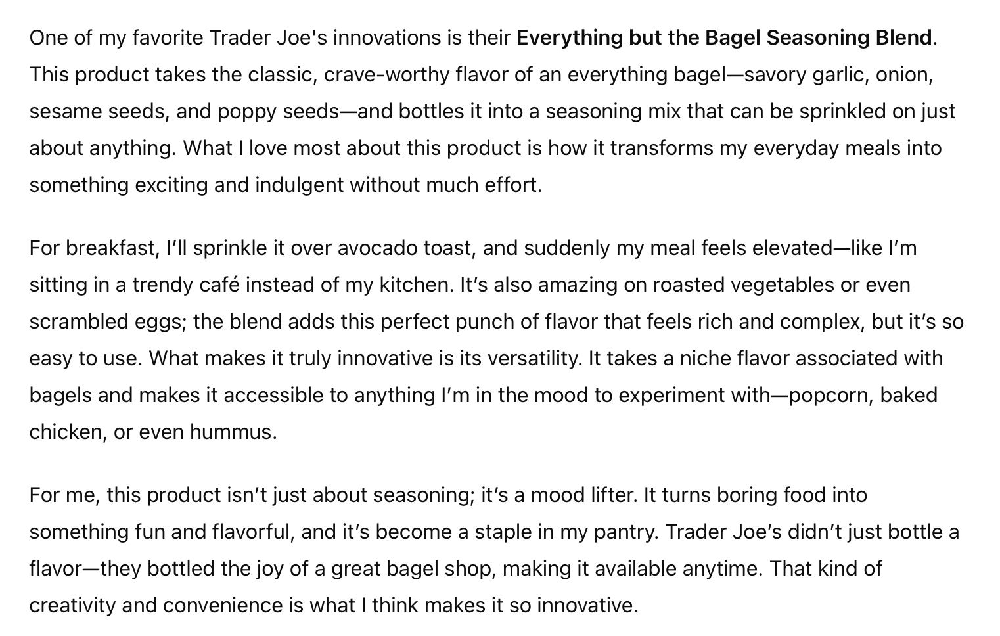 One of my favorite Trader Joe's innovations is their Everything but the Bagel Seasoning Blend.
This product takes the classic, crave-worthy flavor of an everything bagel—savory garlic, onion,
sesame seeds, and poppy seeds—and bottles it into a seasoning mix that can be sprinkled on just
about anything. What I love most about this product is how it transforms my everyday meals into
something exciting and indulgent without much effort.
For breakfast, I’ll sprinkle it over avocado toast, and suddenly my meal feels elevated—like I’m
sitting in a trendy café instead of my kitchen. It’s also amazing on roasted vegetables or even
scrambled eggs; the blend adds this perfect punch of flavor that feels rich and complex, but it’s so
easy to use. What makes it truly innovative is its versatility. It takes a niche flavor associated with
bagels and makes it accessible to anything I’m in the mood to experiment with—popcorn, baked
chicken, or even hummus.
For me, this product isn’t just about seasoning; it’s a mood lifter. It turns boring food into
something fun and flavorful, and it’s become a staple in my pantry. Trader Joe’s didn’t just bottle a
flavor—they bottled the joy of a great bagel shop, making it available anytime. That kind of
creativity and convenience is what I think makes it so innovative.